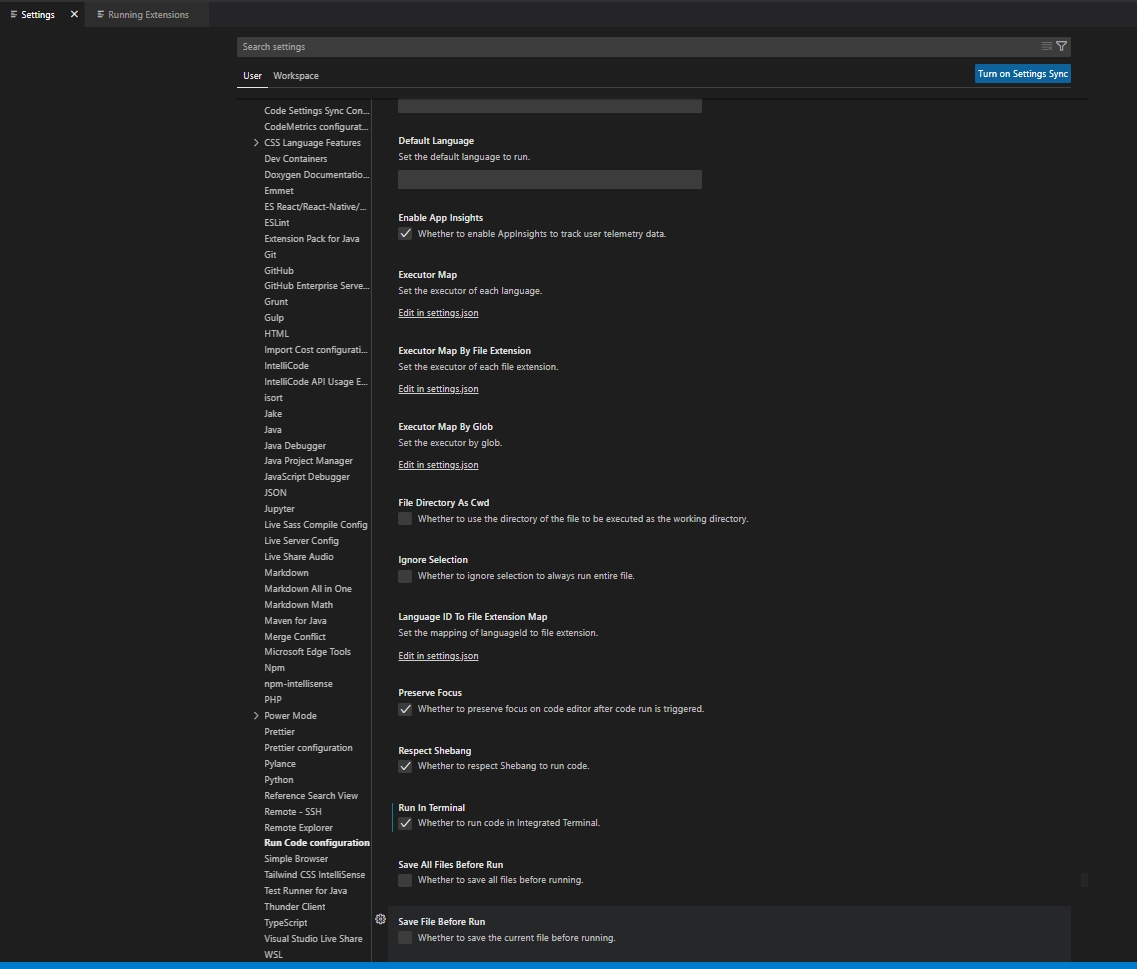 Settings
Running Extensions
Search settings
User
Workspace
Turn on Settings Sync
Code Settings Sync Con...
CodeMetrics configurat...
CSS Language Features
Dev Containers
Doxygen Documentatio...
Emmet
ES React/React-Native/...
ESLint
Extension Pack for Java
Git
GitHub
GitHub Enterprise Serve...
Grunt
Gulp
HTML
Import Cost configurati...
IntelliCode
IntelliCode API Usage E...
isort
Jake
Java
Java Debugger
Java Project Manager
JavaScript Debugger
JSON
Jupyter
Live Sass Compile Config
Live Server Config
Live Share Audio
Markdown
Markdown All in One
Markdown Math
Maven for Java
Merge Conflict
Microsoft Edge Tools
Npm
npm-intellisense
PHP
Power Mode
Prettier
Prettier configuration
Pylance
Python
Reference Search View
Remote - SSH
Remote Explorer
Run Code configuration
Simple Browser
Tailwind CSS IntelliSense
Test Runner for Java
Thunder Client
TypeScript
Visual Studio Live Share
WSL
Default Language
Set the default language to run.
Enable App Insights
Whether to enable AppInsights to track user telemetry data.
Executor Map
Set the executor of each language.
Edit in settings.json
Executor Map By File Extension
Set the executor of each file extension.
Edit in settings.json
Executor Map By Glob
Set the executor by glob.
Edit in settings.json
File Directory As Cwd
Whether to use the directory of the file to be executed as the working directory.
Ignore Selection
Whether to ignore selection to always run entire file.
Language ID To File Extension Map
Set the mapping of languageId to file extension.
Edit in settings.json
Preserve Focus
Whether to preserve focus on code editor after code run is triggered.
Respect Shebang
Whether to respect Shebang to run code.
Run In Terminal
Whether to run code in Integrated Terminal.
Save All Files Before Run
Whether to save all files before running.
Save File Before Run
Whether to save the current file before running.